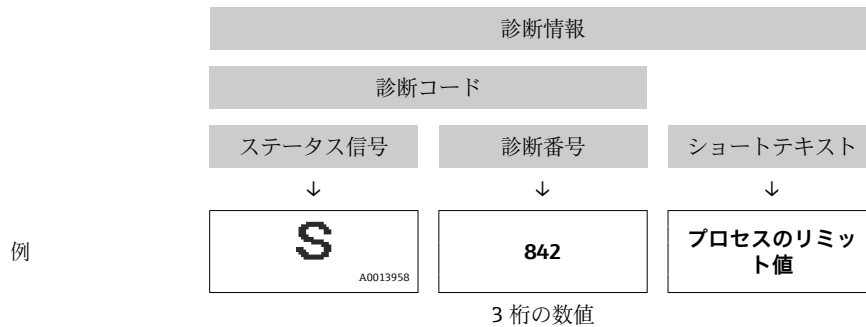 診断情報
診断コード
ステータス信号 診断番号 ショートテキスト
↓ ↓ ↓
例 S 842 プロセスのリミッ
ト値
A0013958
3 桁の数値